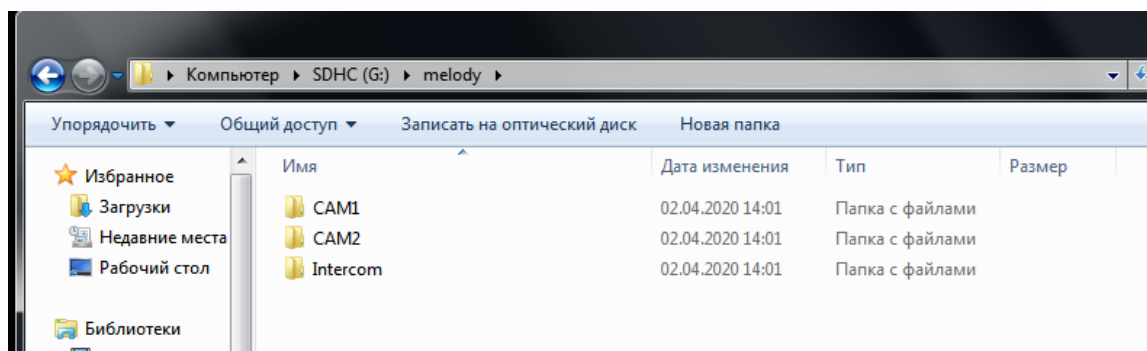 Компьютер ▸ SDHC (G:) ▸ melody ▸
Упорядочить Общий доступ Записать на оптический диск Новая папка
Избранное
Загрузки
Недавние места
Рабочий стол
Библиотеки
Имя Дата изменения Тип Размер
CAM1 02.04.2020 14:01 Папка с файлами
CAM2 02.04.2020 14:01 Папка с файлами
Intercom 02.04.2020 14:01 Папка с файлами